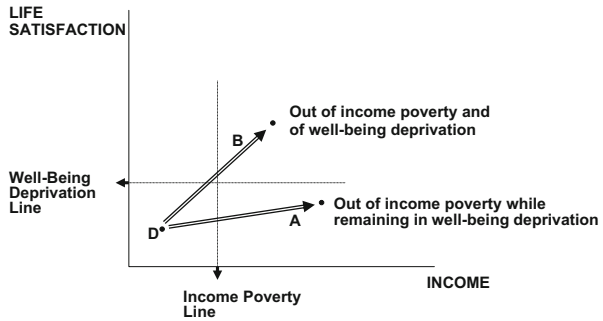 LIFE
SATISFACTION
Out of income poverty and
of well-being deprivation
B
Well-Being
Deprivation
Line
Out of income poverty while
remaining in well-being deprivation
D
A
INCOME
Income Poverty
Line